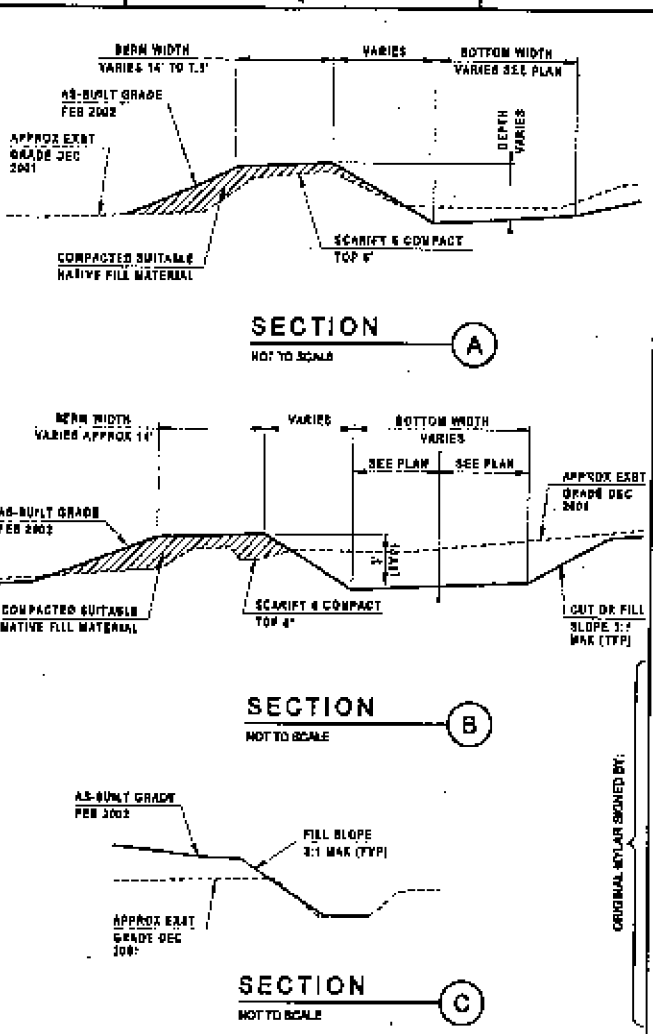 BERM WIDTH
VARIES 14' TO 7.5'
VARIES
BOTTOM WIDTH
VARIES SEE PLAN
AS-BUILT GRADE
FEB 2002
APPROX EXST
GRADE DEC
2001
DEPTH
VARIES
COMPACTED SUITABLE
NATIVE FILL MATERIAL
SCARIFY & COMPACT
TOP 6"
SECTION
NOT TO SCALE
A
BERM WIDTH
VARIES APPROX 14'
VARIES
BOTTOM WIDTH
VARIES
SEE PLAN
SEE PLAN
APPROX EXST
GRADE DEC
2001
AS-BUILT GRADE
FEB 2002
COMPACTED SUITABLE
NATIVE FILL MATERIAL
SCARIFY & COMPACT
TOP 6"
CUT OR FILL
SLOPE
MAX (TYP)
SECTION
NOT TO SCALE
B
AS-BUILT GRADE
FEB 2002
FILL SLOPE
MAX (TYP)
APPROX EXST
GRADE DEC
2001
SECTION
NOT TO SCALE
C
ORIGINAL MYLAR SIGNED BY: